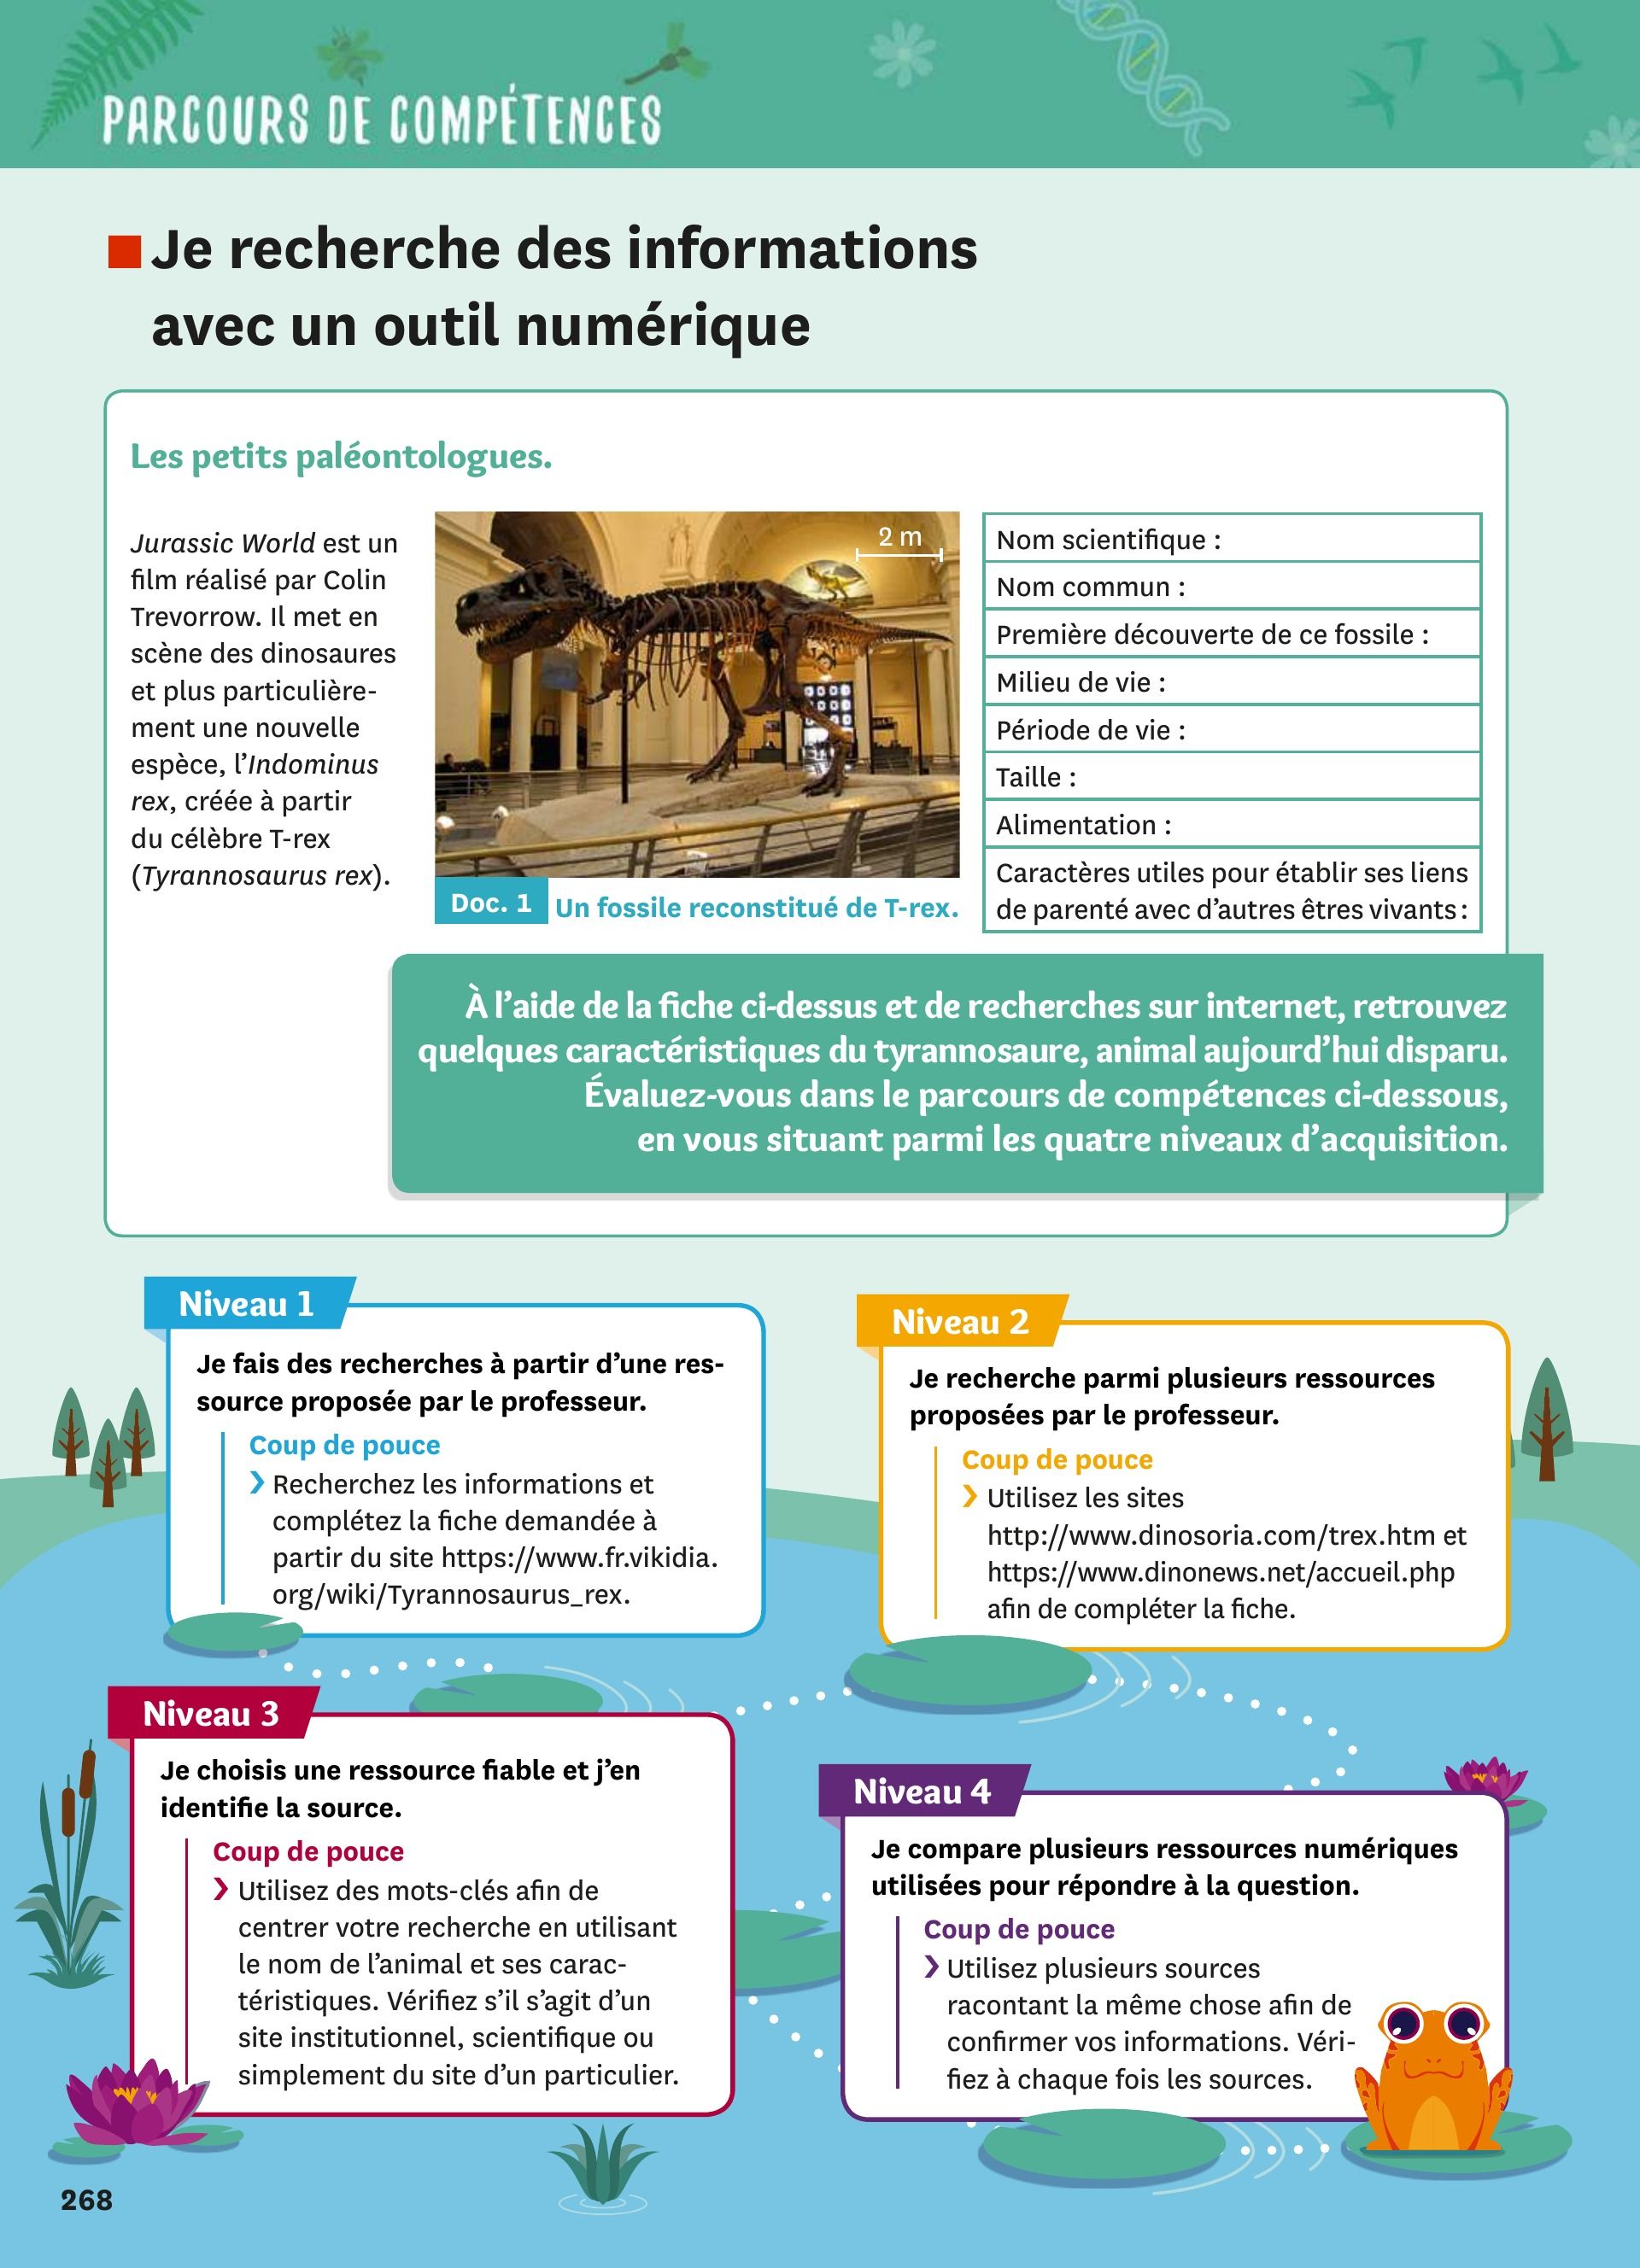 PARCOURS DE COMPÉTENCES
Je recherche des informations
avec un outil numérique
Les petits paléontologues.
Jurassic World est un
film réalisé par Colin
Trevorrow. Il met en
scène des dinosaures
et plus particulière-
ment une nouvelle
espèce, l’Indominus
rex, créée à partir
du célèbre T-rex
(Tyrannosaurus rex).
2 m
Doc. 1 Un fossile reconstitué de T-rex.
Nom scientifique :
Nom commun :
Première découverte de ce fossile :
Milieu de vie :
Période de vie :
Taille :
Alimentation :
Caractères utiles pour établir ses liens
de parenté avec d’autres êtres vivants :
À l’aide de la fiche ci-dessus et de recherches sur internet, retrouvez
quelques caractéristiques du tyrannosaure, animal aujourd’hui disparu.
Évaluez-vous dans le parcours de compétences ci-dessous,
en vous situant parmi les quatre niveaux d’acquisition.
Niveau 1
Je fais des recherches à partir d’une res-
source proposée par le professeur.
Coup de pouce
Recherchez les informations et
complétez la fiche demandée à
partir du site https://www.fr.vikidia.
org/wiki/Tyrannosaurus_rex.
Niveau 2
Je recherche parmi plusieurs ressources
proposées par le professeur.
Coup de pouce
Utilisez les sites
http://www.dinosoria.com/trex.htm et
https://www.dinonews.net/accueil.php
afin de compléter la fiche.
Niveau 3
Je choisis une ressource fiable et j’en
identifie la source.
Coup de pouce
Utilisez des mots-clés afin de
centrer votre recherche en utilisant
le nom de l’animal et ses carac-
téristiques. Vérifiez s’il s’agit d’un
site institutionnel, scientifique ou
simplement du site d’un particulier.
Niveau 4
Je compare plusieurs ressources numériques
utilisées pour répondre à la question.
Coup de pouce
Utilisez plusieurs sources
racontant la même chose afin de
confirmer vos informations. Véri-
fiez à chaque fois les sources.
268